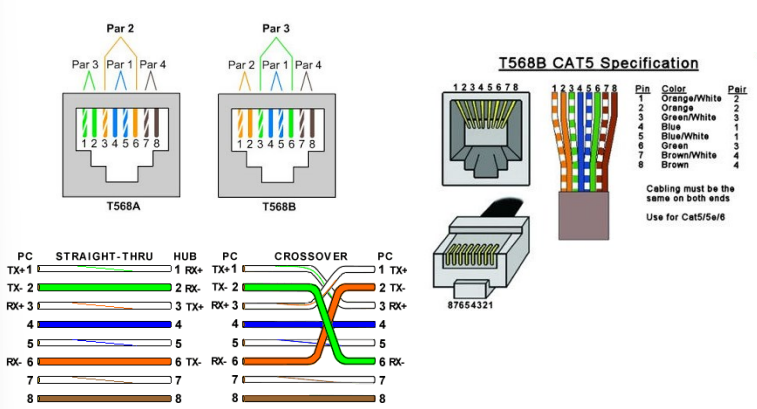 Par 2
Par 3 Par 1 Par 4
1 2 3 4 5 6 7 8
T568A
Par 3
Par 2 Par 1 Par 4
1 2 3 4 5 6 7 8
T568B
T568B CAT5 Specification
1 2 3 4 5 6 7 8
1 2 3 4 5 6 7 8
Pin Color Pair
1 Orange/White 2
2 Orange 2
3 Green/White 3
4 Blue 1
5 Blue/White 1
6 Green 3
7 Brown/White 4
8 Brown 4
Cabling must be the
same on both ends
Use for Cat5/5e/6
87654321
PC STRAIGHT-THRU HUB
TX+ 1 1 RX+
TX- 2 2 RX-
RX+ 3 3 TX+
4 4
5 5
RX- 6 6 TX-
7 7
8 8
PC CROSSOVER PC
TX+ 1 1 TX+
TX- 2 2 TX-
RX+ 3 3 RX+
4 4
5 5
RX- 6 6 RX-
7 7
8 8